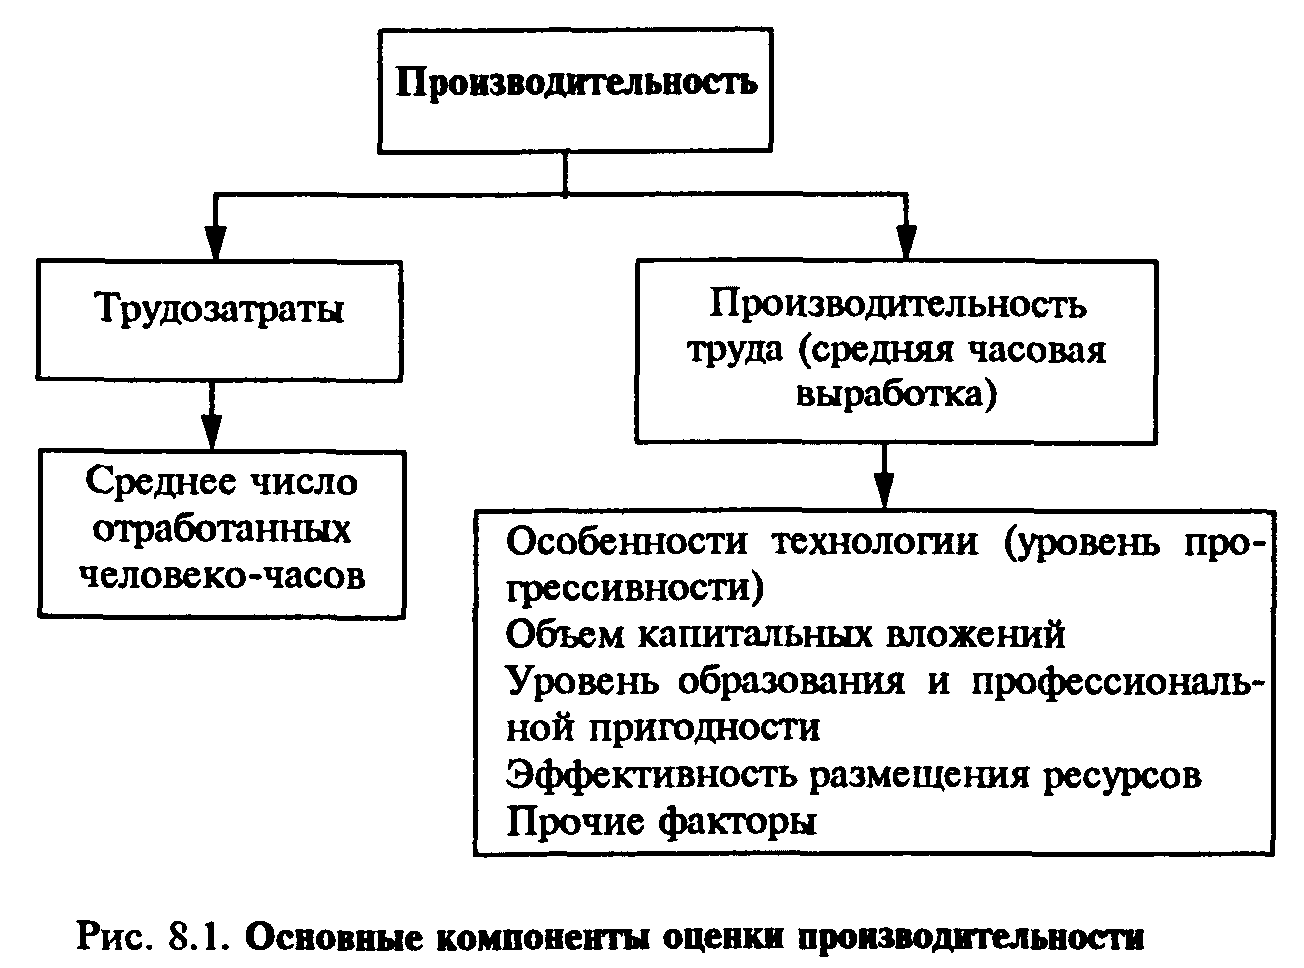 Производительность
Трудозатраты
Среднее число
отработанных
человеко-часов
Производительность
труда (средняя часовая
выработка)
Особенности технологии (уровень про-
грессивности)
Объем капитальных вложений
Уровень образования и профессиональ-
ной пригодности
Эффективность размещения ресурсов
Прочие факторы
Рис. 8.1. Основные компоненты оценки производительности